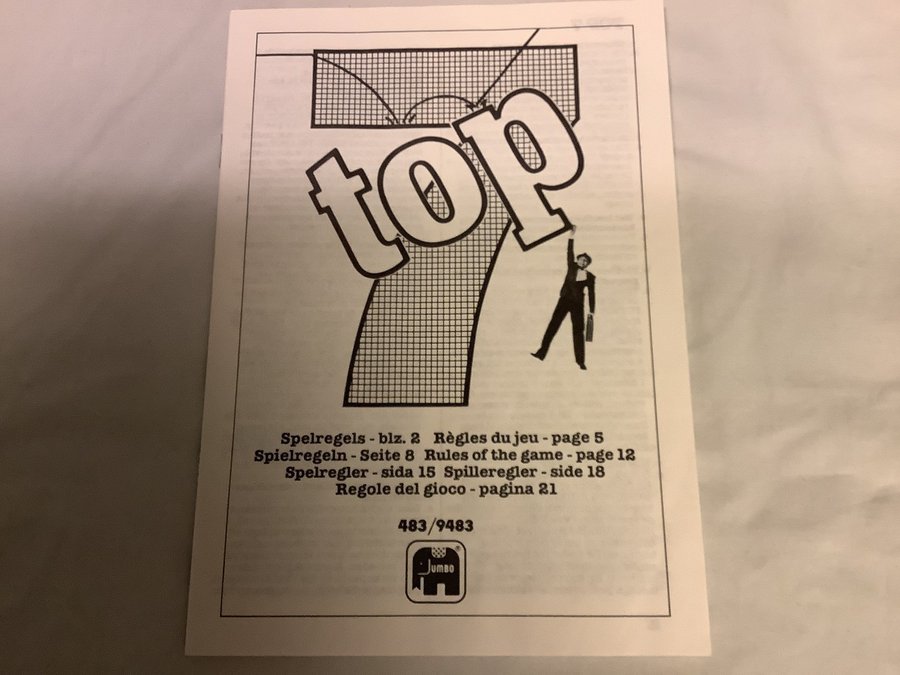 7
top
Spelregels - blz. 2 Règles du jeu - page 5
Spielregeln - Seite 8 Rules of the game - page 12
Spelregler - sida 15 Spilleregler - side 18
Regole del gioco - pagina 21
483/9483
JUMBO
®